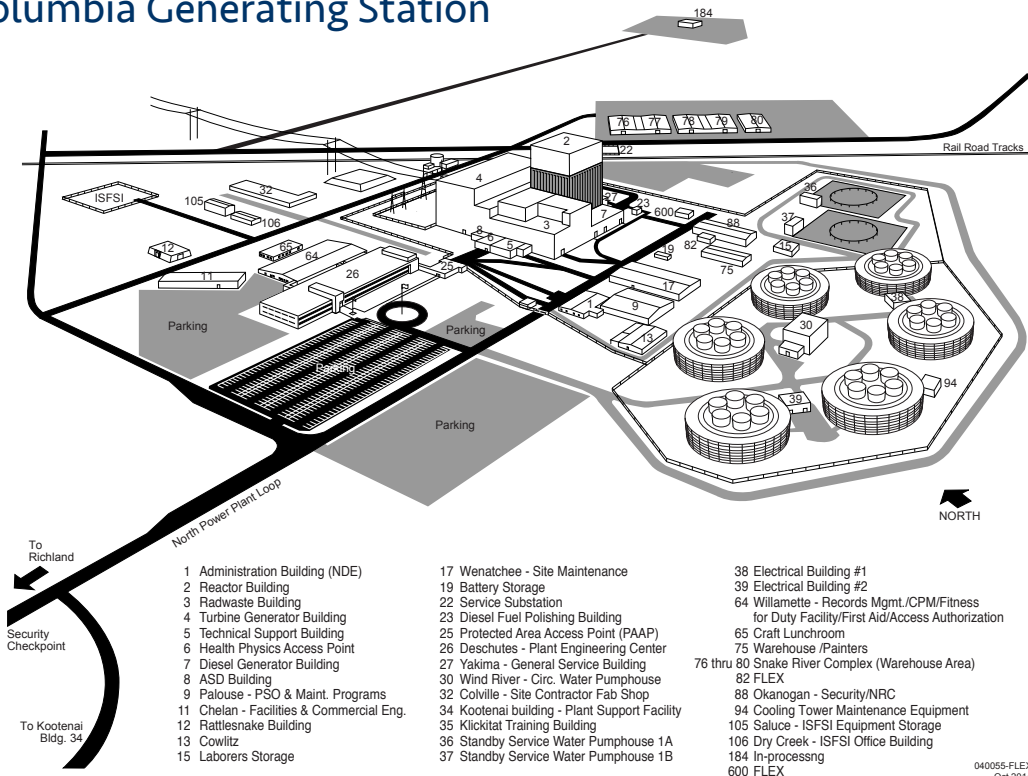 olumbia Generating Station
184
76 77 78 79 80
2
22
Rail Road Tracks
4
ISFSI
32
105
106
27
23
600
36
37
7
3
88
82
8
6
5
19
15
75
12
65
64
25
26
11
17
38
1
9
30
13
Parking
Parking
Parking
94
39
Parking
NORTH
North Power Plant Loop
To
Richland
Security
Checkpoint
To Kootenai
Bldg. 34
1 Administration Building (NDE)
2 Reactor Building
3 Radwaste Building
4 Turbine Generator Building
5 Technical Support Building
6 Health Physics Access Point
7 Diesel Generator Building
8 ASD Building
9 Palouse - PSO & Maint. Programs
11 Chelan - Facilities & Commercial Eng.
12 Rattlesnake Building
13 Cowlitz
15 Laborers Storage
17 Wenatchee - Site Maintenance
19 Battery Storage
22 Service Substation
23 Diesel Fuel Polishing Building
25 Protected Area Access Point (PAAP)
26 Deschutes - Plant Engineering Center
27 Yakima - General Service Building
30 Wind River - Circ. Water Pumphouse
32 Colville - Site Contractor Fab Shop
34 Kootenai building - Plant Support Facility
35 Klickitat Training Building
36 Standby Service Water Pumphouse 1A
37 Standby Service Water Pumphouse 1B
38 Electrical Building #1
39 Electrical Building #2
64 Willamette - Records Mgmt./CPM/Fitness
for Duty Facility/First Aid/Access Authorization
65 Craft Lunchroom
75 Warehouse /Painters
76 thru 80 Snake River Complex (Warehouse Area)
82 FLEX
88 Okanogan - Security/NRC
94 Cooling Tower Maintenance Equipment
105 Saluce - ISFSI Equipment Storage
106 Dry Creek - ISFSI Office Building
184 In-processng
600 FLEX
040055-FLEX